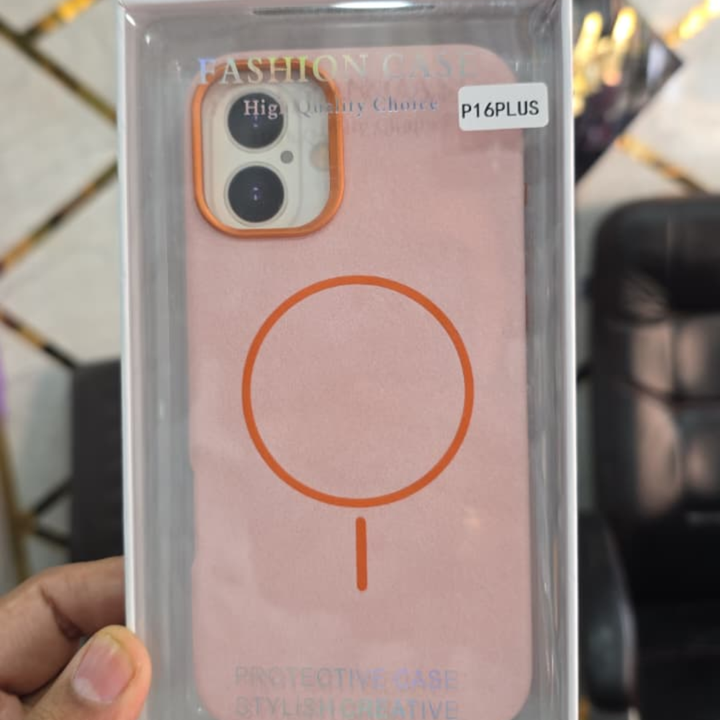 FASHION CASE
High Quality Choice
P16PLUS
PROTECTIVE CASE
STYLISH CREATIVE